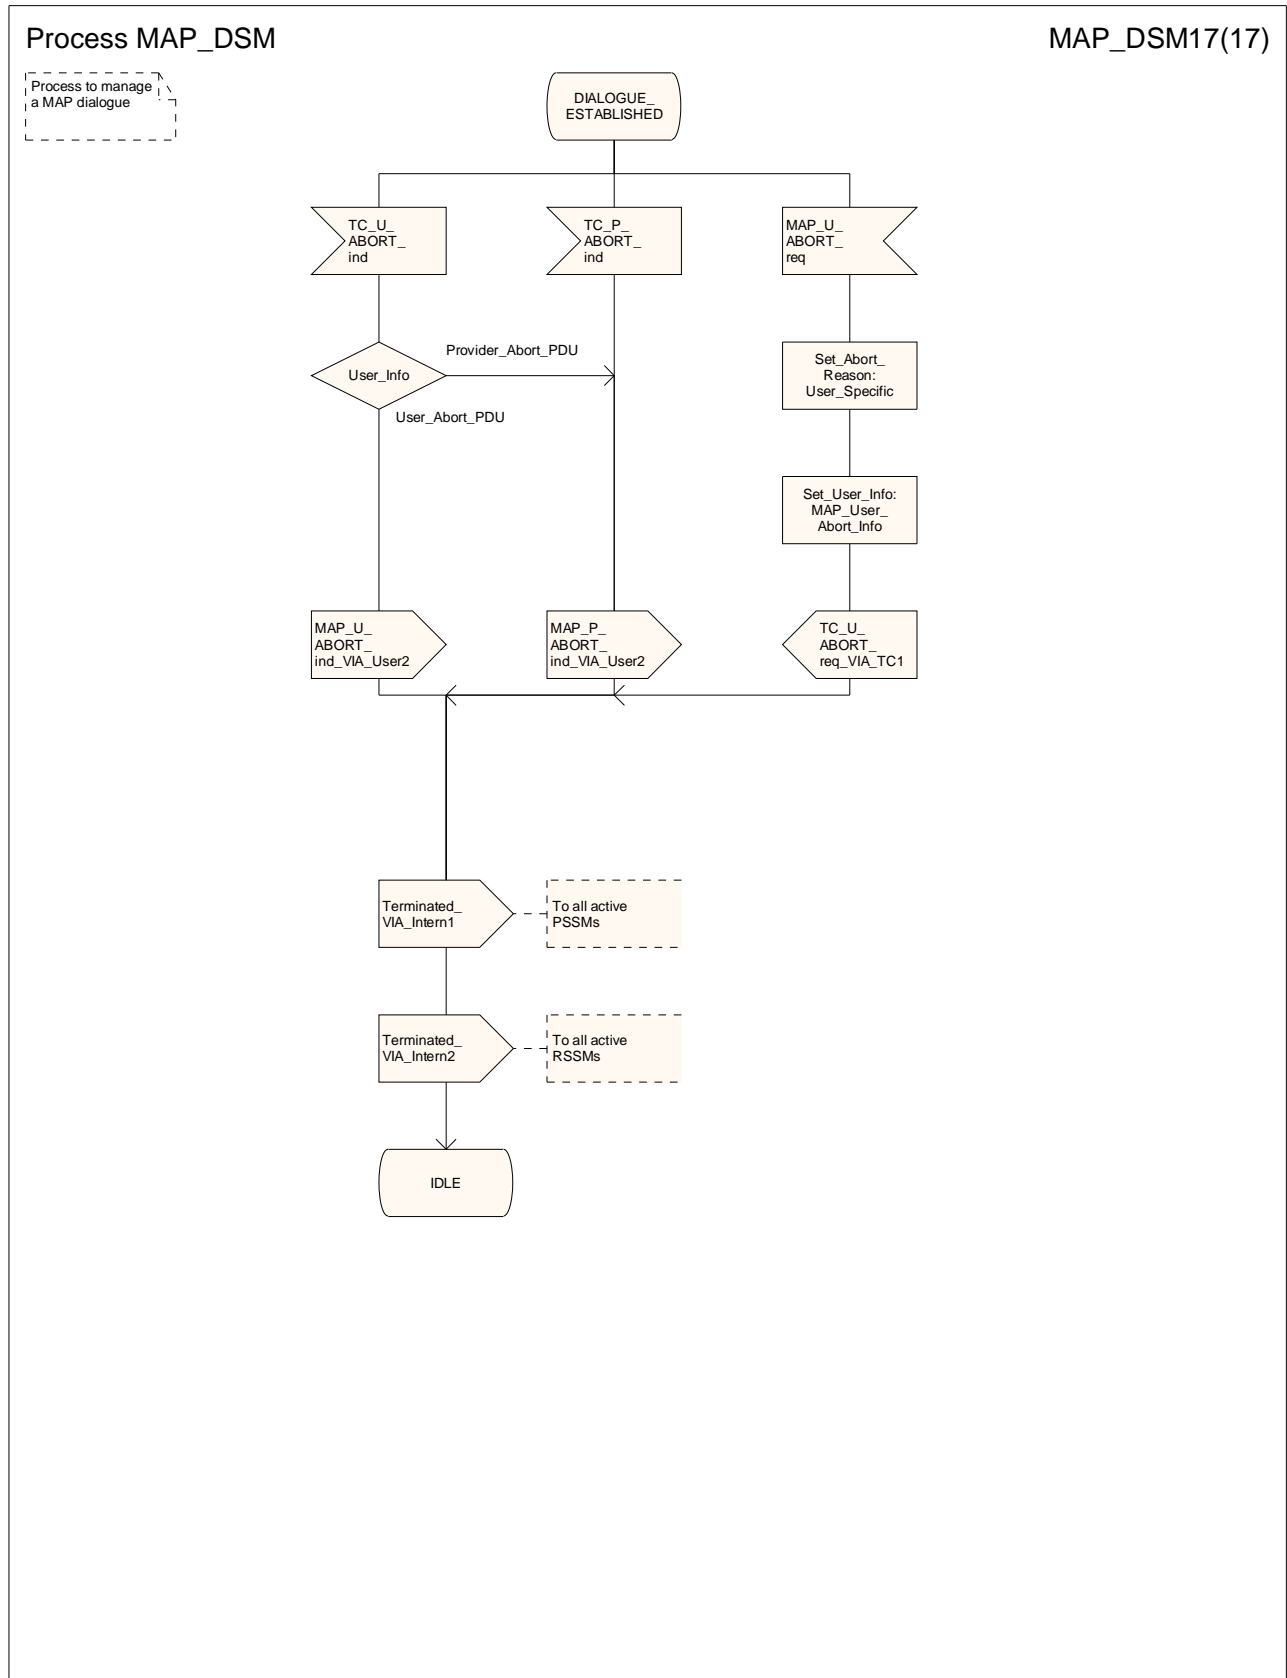 Process MAP_DSM
MAP_DSM17(17)
Process to manage
a MAP dialogue
DIALOGUE_
ESTABLISHED
TC_U_
ABORT_
ind
TC_P_
ABORT_
ind
MAP_U_
ABORT_
req
User_Info
Provider_Abort_PDU
User_Abort_PDU
Set_Abort_
Reason:
User_Specific
Set_User_Info:
MAP_User_
Abort_Info
MAP_U_
ABORT_
ind_VIA_User2
MAP_P_
ABORT_
ind_VIA_User2
TC_U_
ABORT_
req_VIA_TC1
Terminated_
VIA_Intern1
To all active
PSSMs
Terminated_
VIA_Intern2
To all active
RSSMs
IDLE